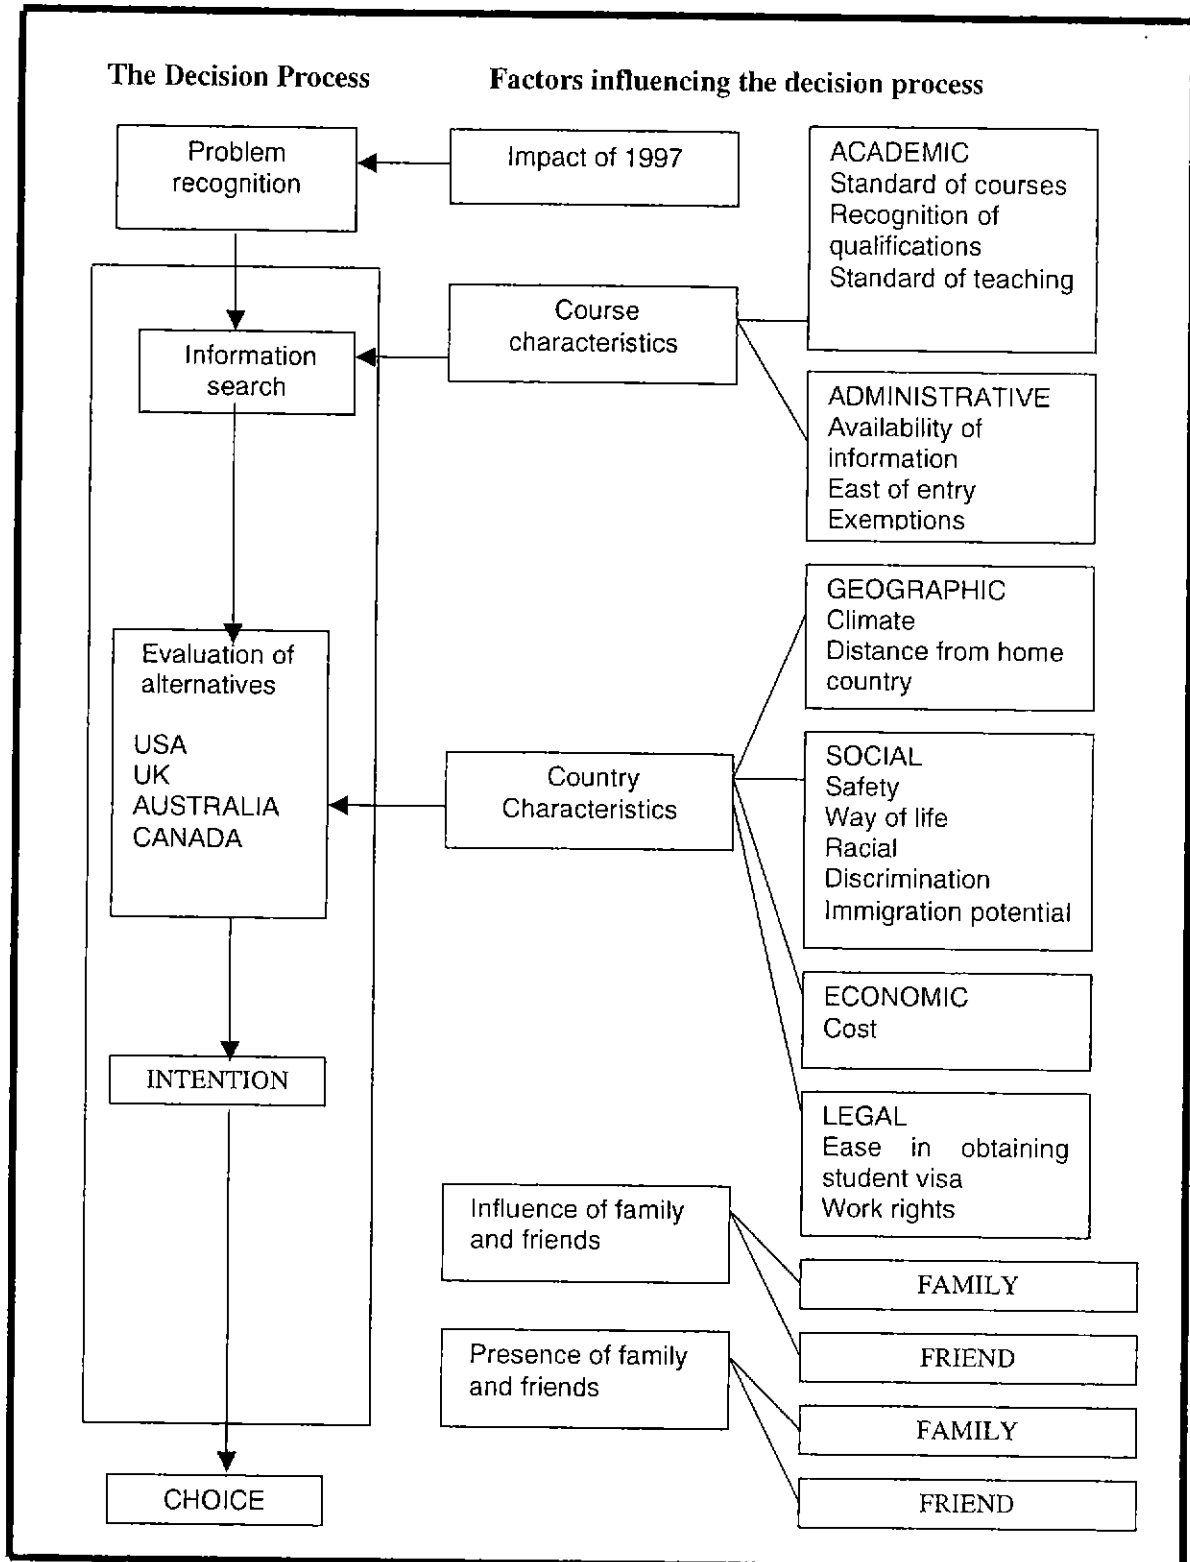 The Decision Process
Factors influencing the decision process
Problem
recognition
Impact of 1997
ACADEMIC
Standard of courses
Recognition of
qualifications
Standard of teaching
Information
search
Course
characteristics
ADMINISTRATIVE
Availability of
information
East of entry
Exemptions
Evaluation of
alternatives
USA
UK
AUSTRALIA
CANADA
Country
Characteristics
GEOGRAPHIC
Climate
Distance from home
country
SOCIAL
Safety
Way of life
Racial
Discrimination
Immigration potential
ECONOMIC
Cost
INTENTION
LEGAL
Ease in obtaining
student visa
Work rights
Influence of family
and friends
FAMILY
FRIEND
Presence of family
and friends
FAMILY
FRIEND
CHOICE